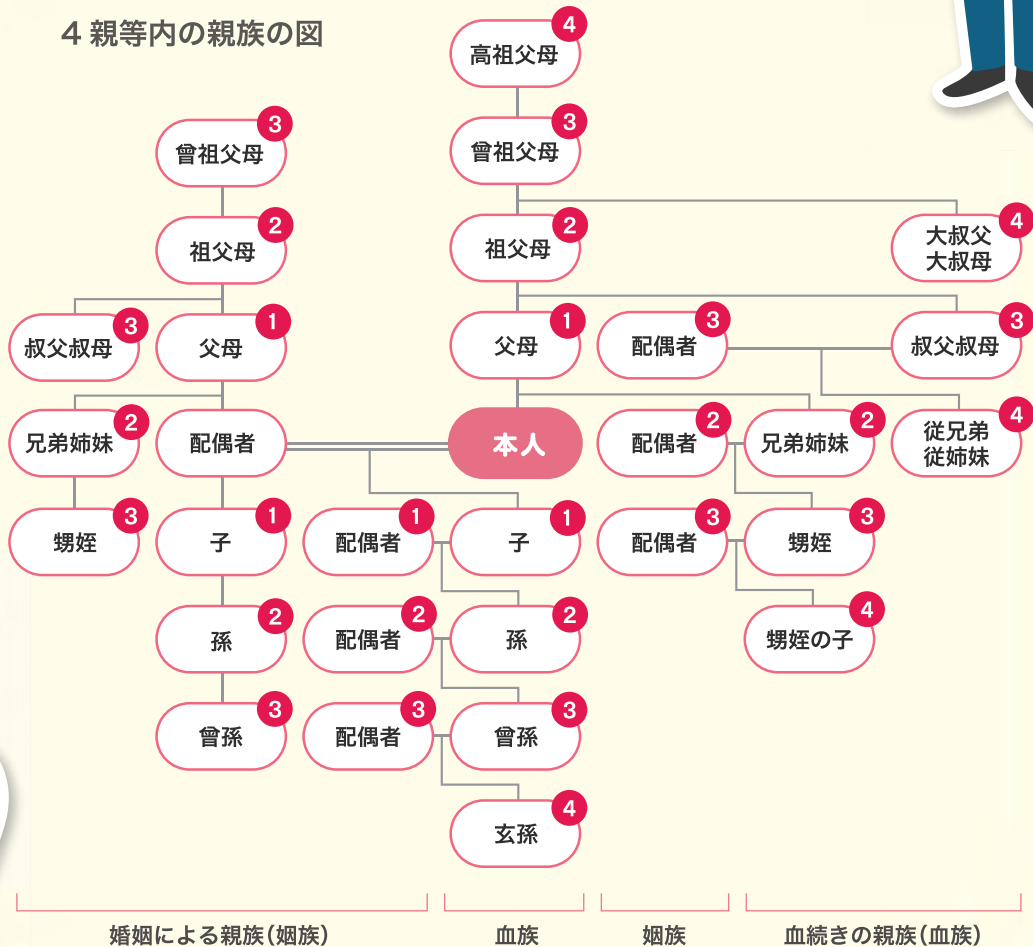 4親等内の親族の図
4
高祖父母
3
曾祖父母
3
曾祖父母
2
祖父母
2
祖父母
4
大叔父
大叔母
3
叔父叔母
1
父母
1
父母
3
配偶者
3
叔父叔母
2
兄弟姉妹
配偶者
本人
2
配偶者
2
兄弟姉妹
4
従兄弟
従姉妹
3
甥姪
1
子
1
配偶者
1
子
3
配偶者
3
甥姪
2
孫
2
配偶者
2
孫
4
甥姪の子
3
曾孫
3
配偶者
3
曾孫
4
玄孫
婚姻による親族(姻族)
血族
姻族
血続きの親族(血族)